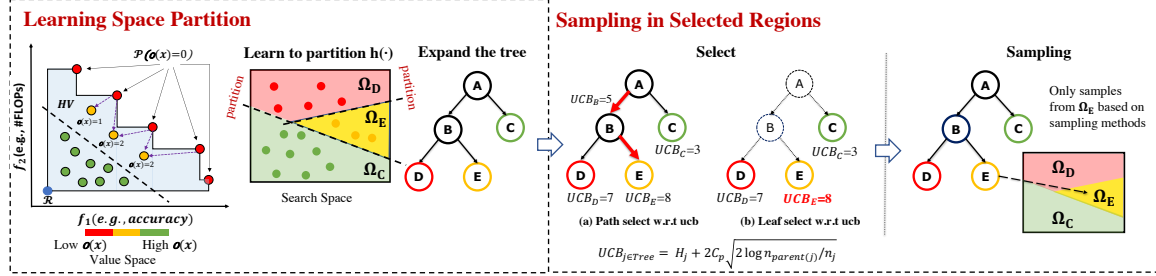 Learning Space Partition
Sampling in Selected Regions
f₂ (e.g., #FLOPs)
𝒫(o(x)=0)
HV
o(x)=1
o(x)=2
o(x)=2
ℛ
f₁(e.g., accuracy)
Low o(x)
High o(x)
Value Space
Learn to partition h(·)
partition
partition
Ω_D
Ω_E
Ω_C
Search Space
Expand the tree
A
B
C
D
E
Select
A
UCB_B=5
B
C
UCB_C=3
D
E
UCB_D=7
UCB_E=8
(a) Path select w.r.t ucb
A
B
C
UCB_C=3
D
E
UCB_D=7
UCB_E=8
(b) Leaf select w.r.t ucb
UCB_{j∈Tree} = H_j + 2C_p √(2 log n_{parent(j)}/n_j)
Sampling
A
B
C
D
E
Only samples
from Ω_E based on
sampling methods
Ω_D
Ω_E
Ω_C